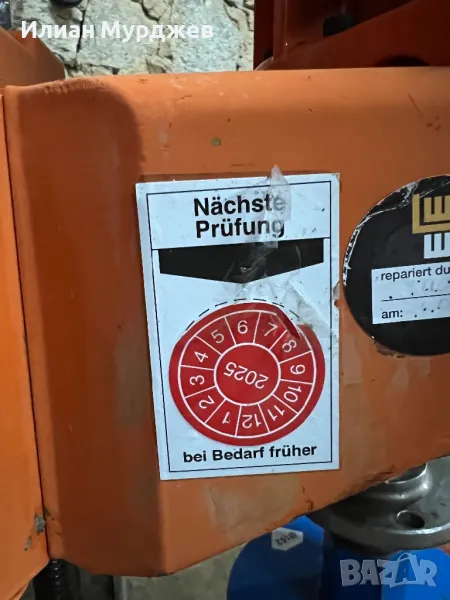 Илиан Мурджев
Nächste
Prüfung
1 2 3 4 5 6 7 8 9 10 11 12
2025
bei Bedarf früher
repariert du
am:
BAZAR